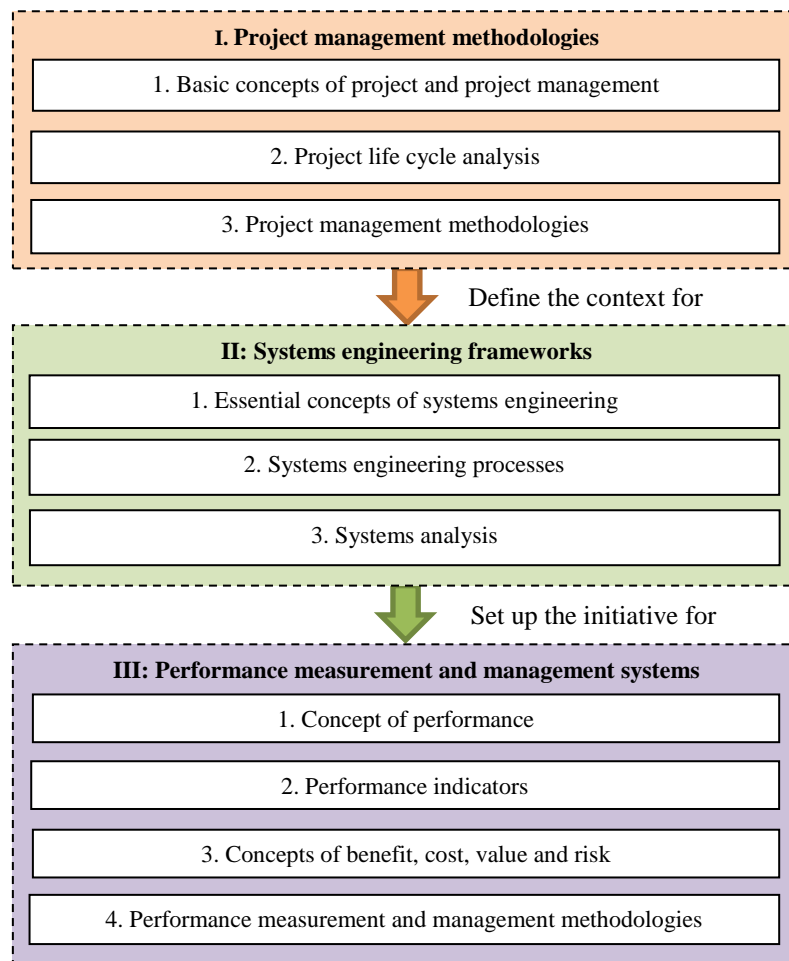 I. Project management methodologies
1. Basic concepts of project and project management
2. Project life cycle analysis
3. Project management methodologies
Define the context for
II: Systems engineering frameworks
1. Essential concepts of systems engineering
2. Systems engineering processes
3. Systems analysis
Set up the initiative for
III: Performance measurement and management systems
1. Concept of performance
2. Performance indicators
3. Concepts of benefit, cost, value and risk
4. Performance measurement and management methodologies